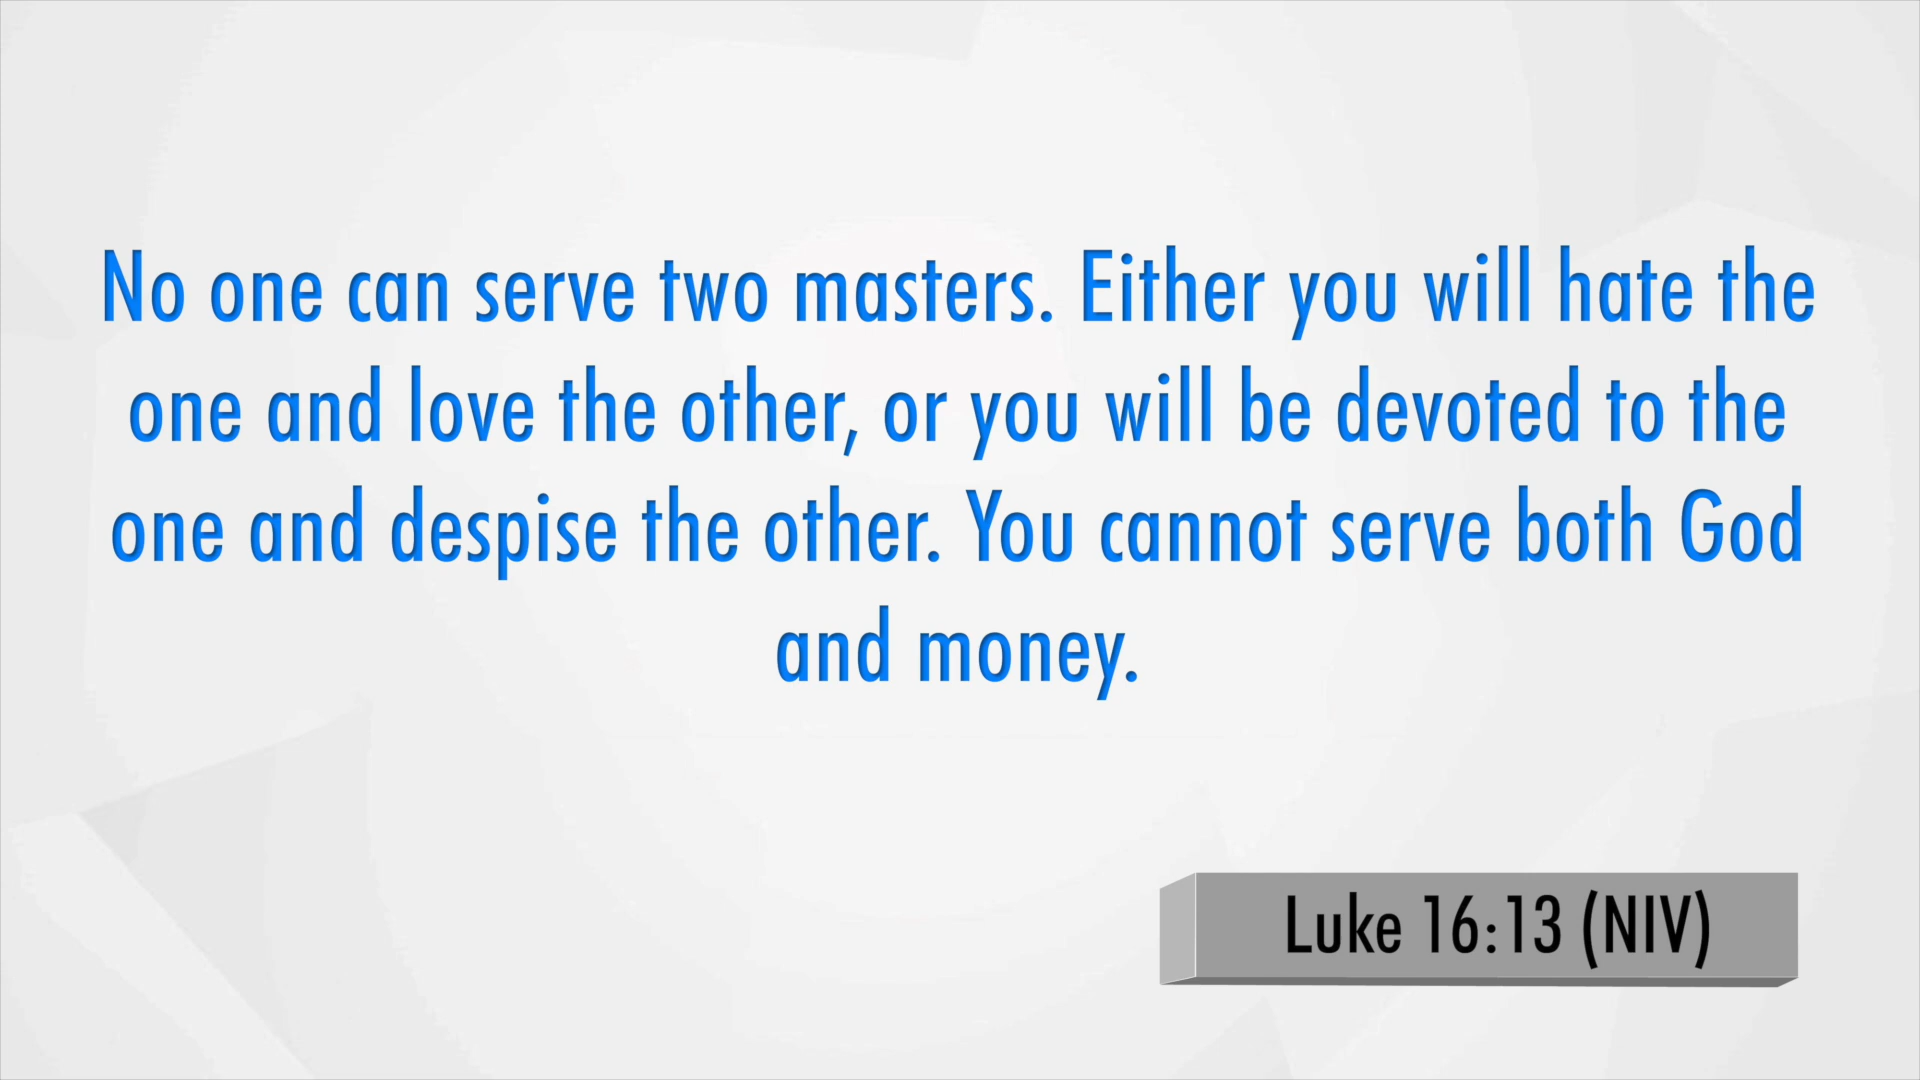 No one can serve two masters. Either you will hate the
one and love the other, or you will be devoted to the
one and despise the other. You cannot serve both God
and money.
Luke 16:13 (NIV)